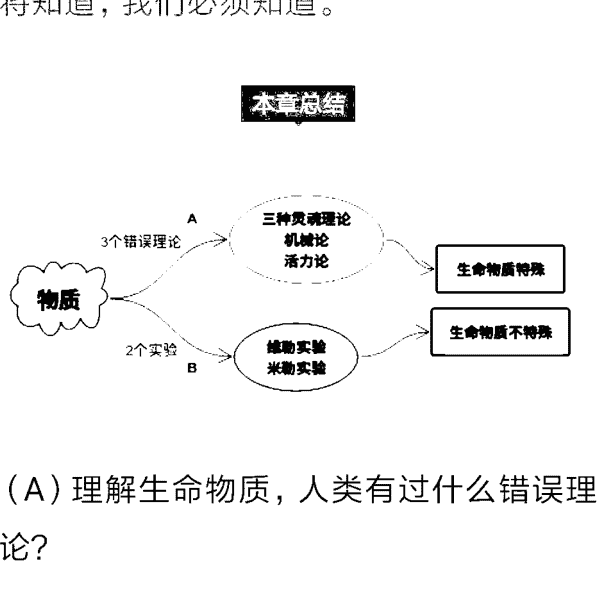 得知道，我们必须知道。
本章总结
A
三种灵魂理论
3个错误理论
机械论
活力论
生命物质特殊
物质
生命物质不特殊
2个实验
维勒实验
B
米勒实验
（A）理解生命物质，人类有过什么错误理
论？